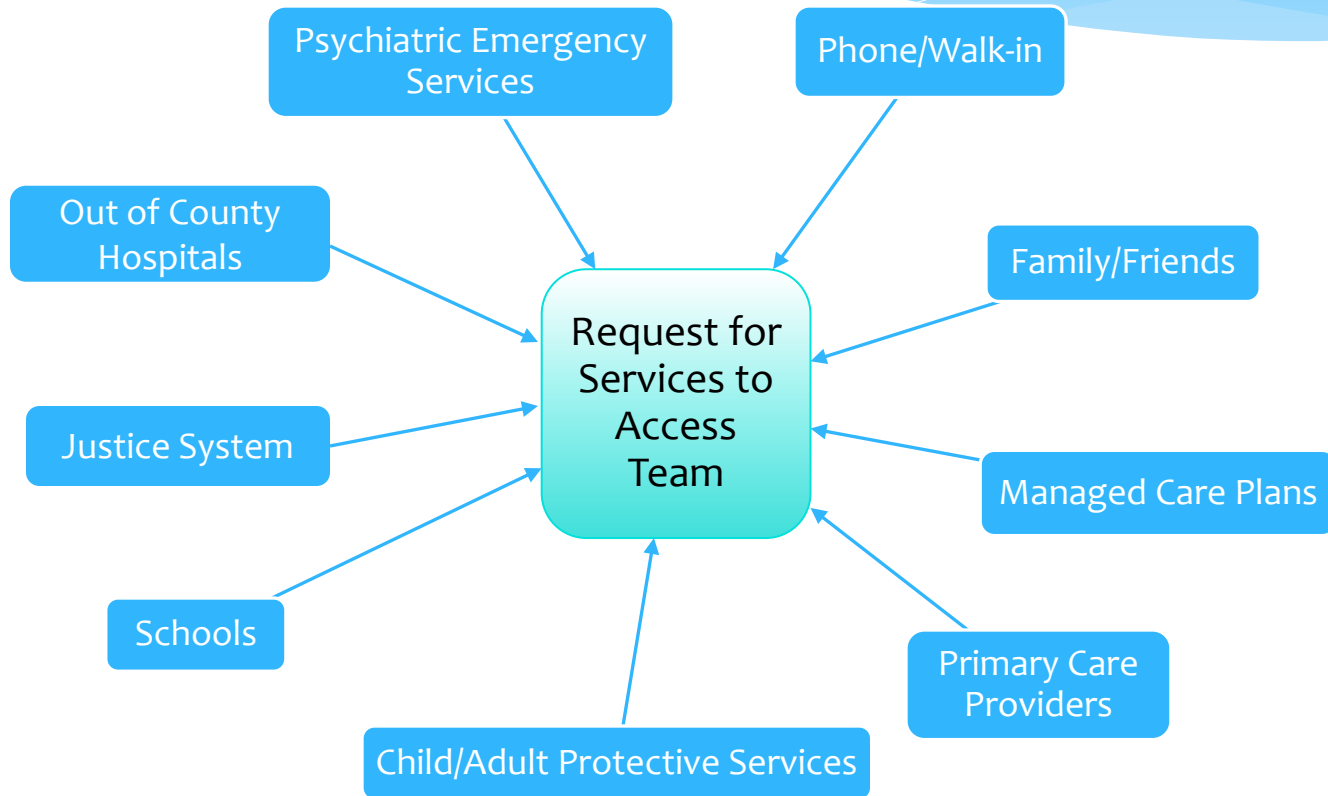 Psychiatric Emergency
Services
Phone/Walk-in
Out of County
Hospitals
Family/Friends
Request for
Services to
Access
Team
Justice System
Managed Care Plans
Schools
Primary Care
Providers
Child/Adult Protective Services